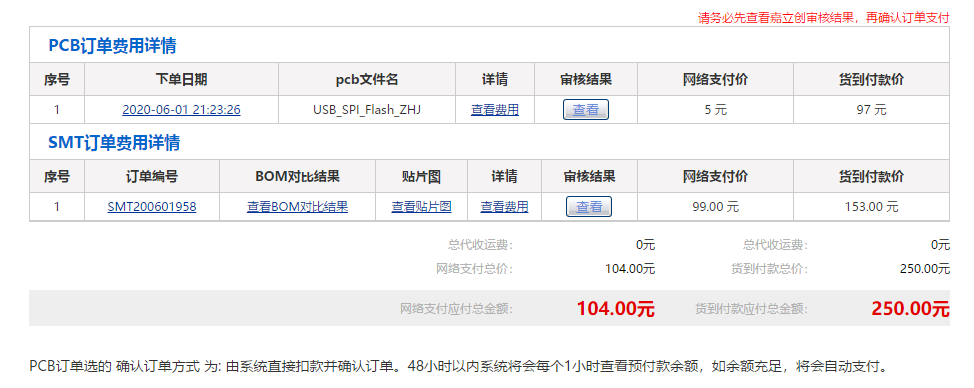 请务必先查看嘉立创审核结果，再确认订单支付
PCB订单费用详情
序号 下单日期 pcb文件名 详情 审核结果 网络支付价 货到付款价
1 2020-06-01 21:23:26 USB_SPI_Flash_ZHJ 查看费用 查看 5 元 97 元
SMT订单费用详情
序号 订单编号 BOM对比结果 贴片图 详情 审核结果 网络支付价 货到付款价
1 SMT200601958 查看BOM对比结果 查看贴片图 查看费用 查看 99.00 元 153.00 元
总代收运费： 0元 总代收运费： 0元
网络支付总价： 104.00元 货到付款总价： 250.00元
网络支付应付总金额： 104.00元 货到付款应付总金额： 250.00元
PCB订单选的 确认订单方式 为: 由系统直接扣款并确认订单。48小时以内系统将会每个1小时查看预付款余额，如余额充足，将会自动支付。